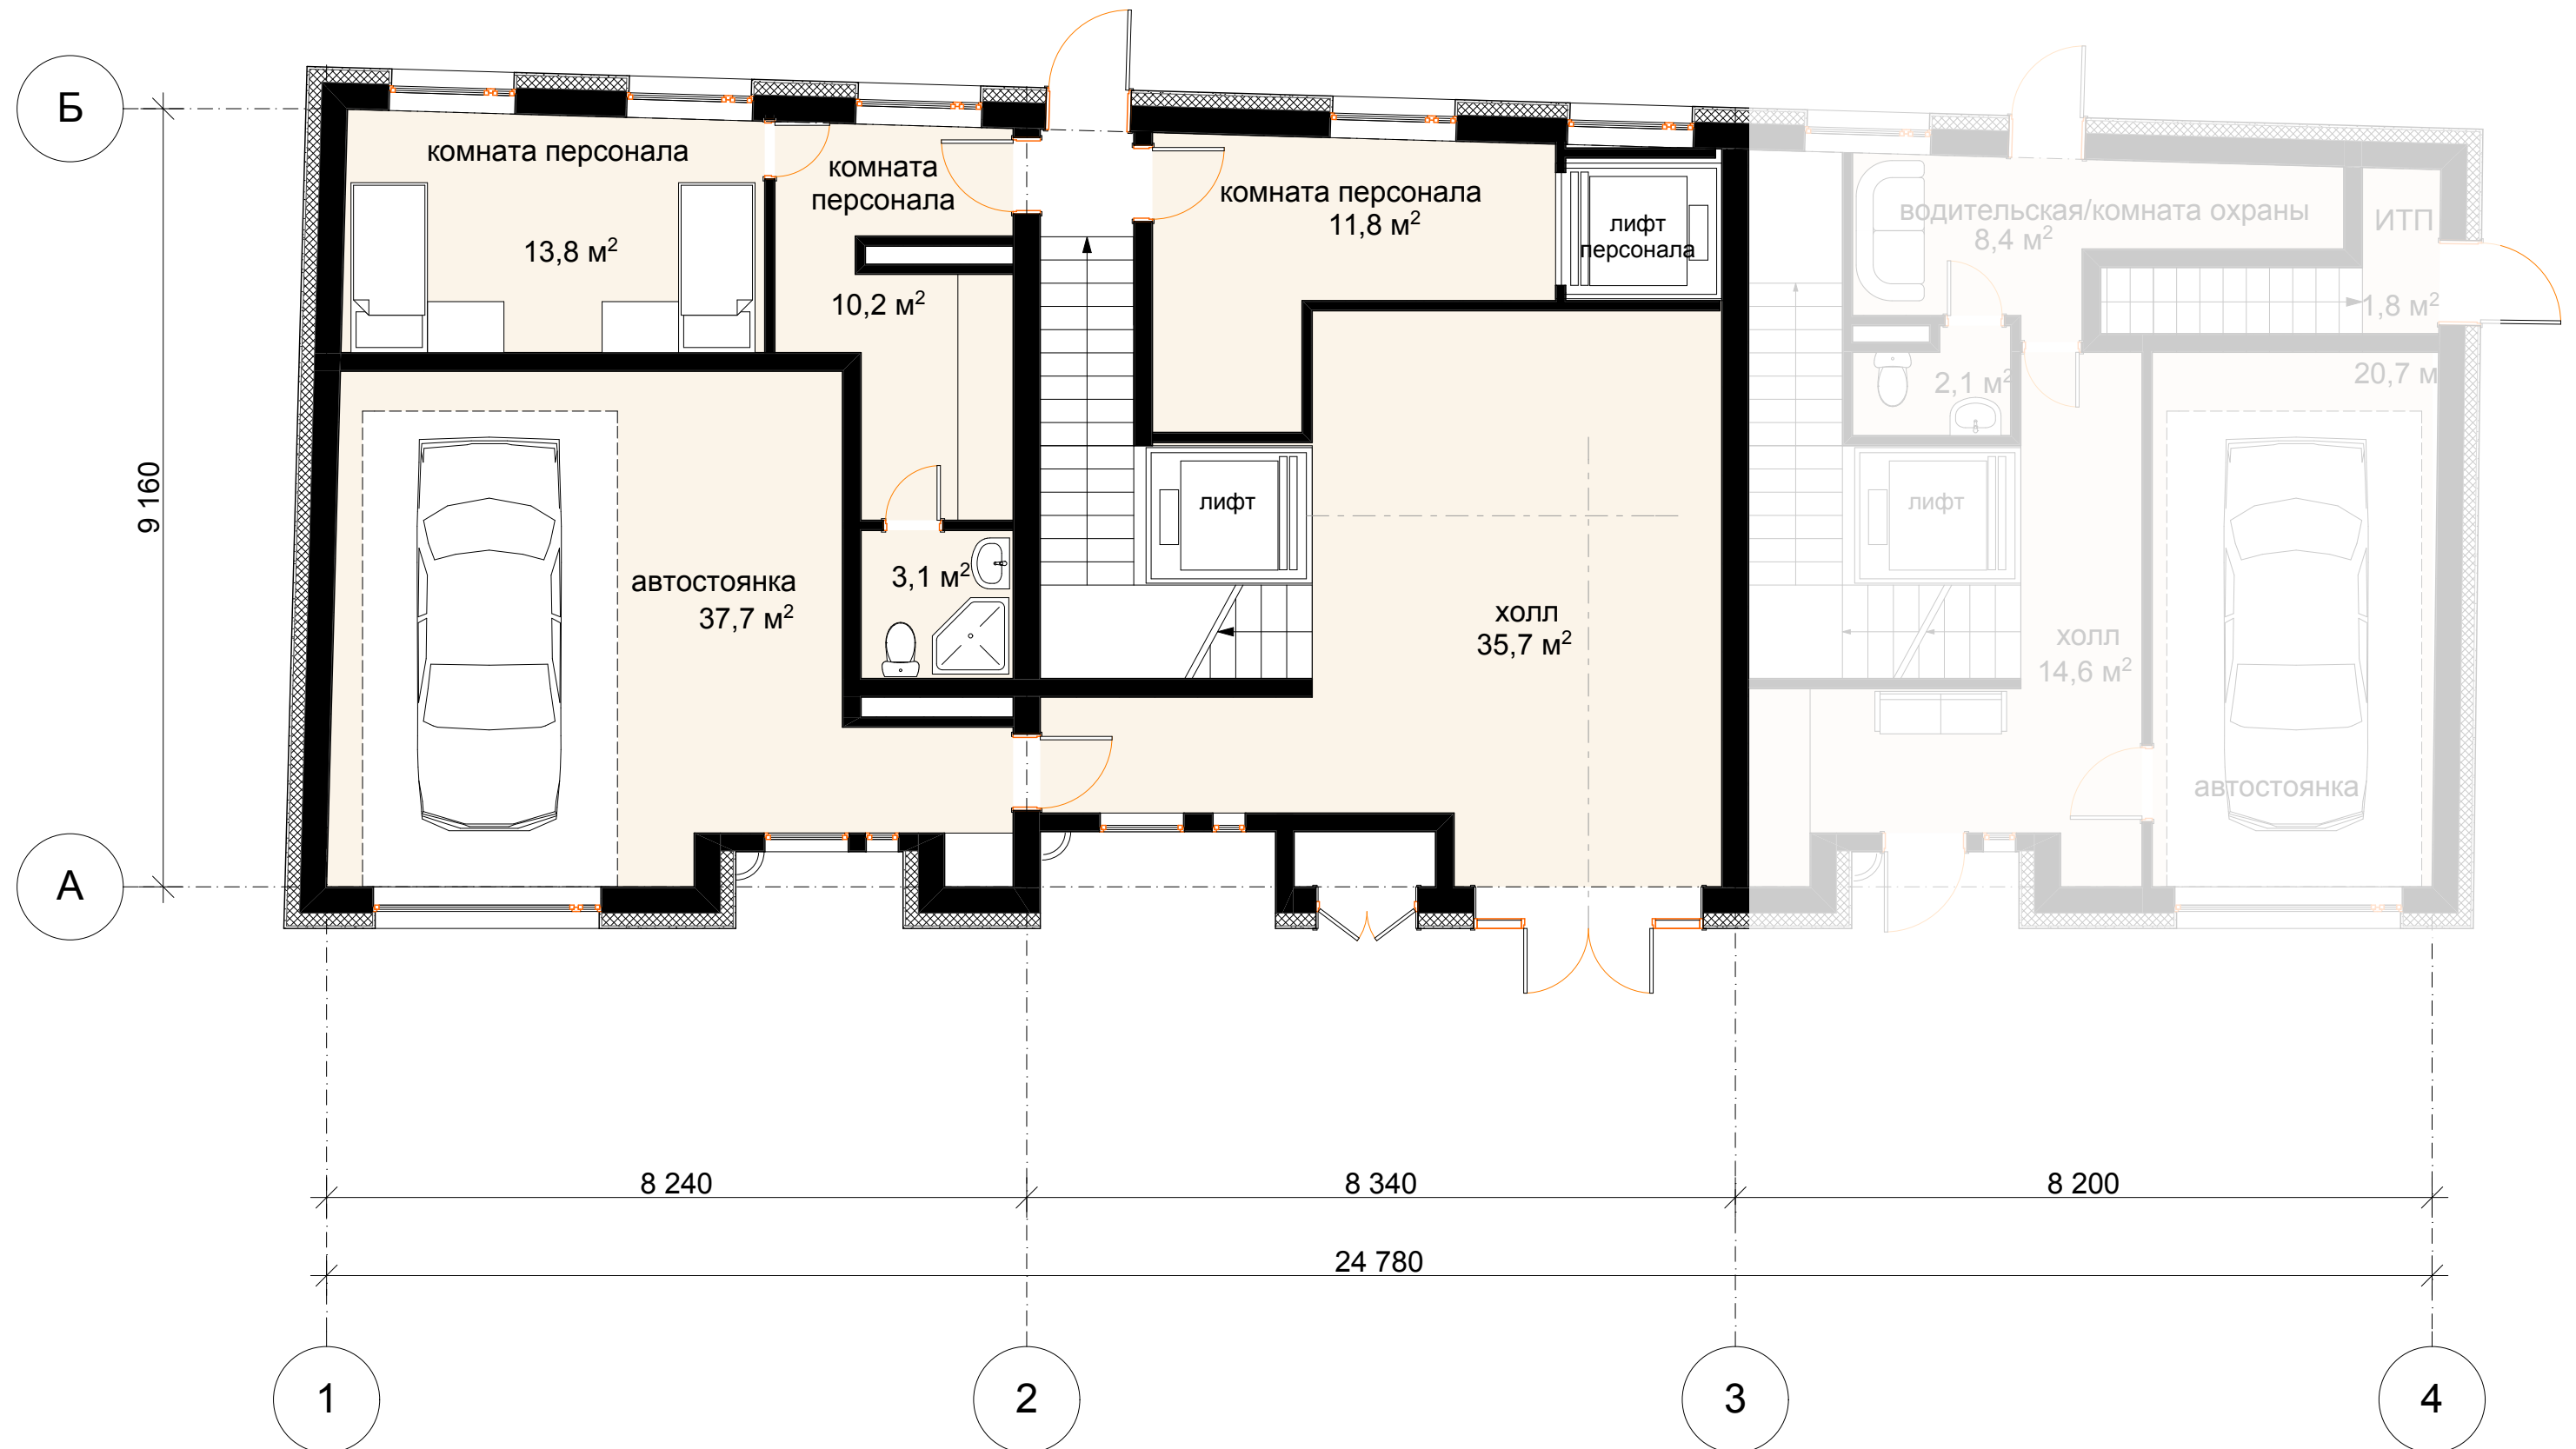 Б
комната персонала
13,8 м²
комната
персонала
10,2 м²
комната персонала
11,8 м²
лифт
персонала
водительская/комната охраны
8,4 м²
ИТП
1,8 м²
2,1 м²
20,7 м
9 160
лифт
лифт
автостоянка
37,7 м²
3,1 м²
холл
35,7 м²
холл
14,6 м²
автостоянка
А
8 240
8 340
8 200
24 780
1
2
3
4